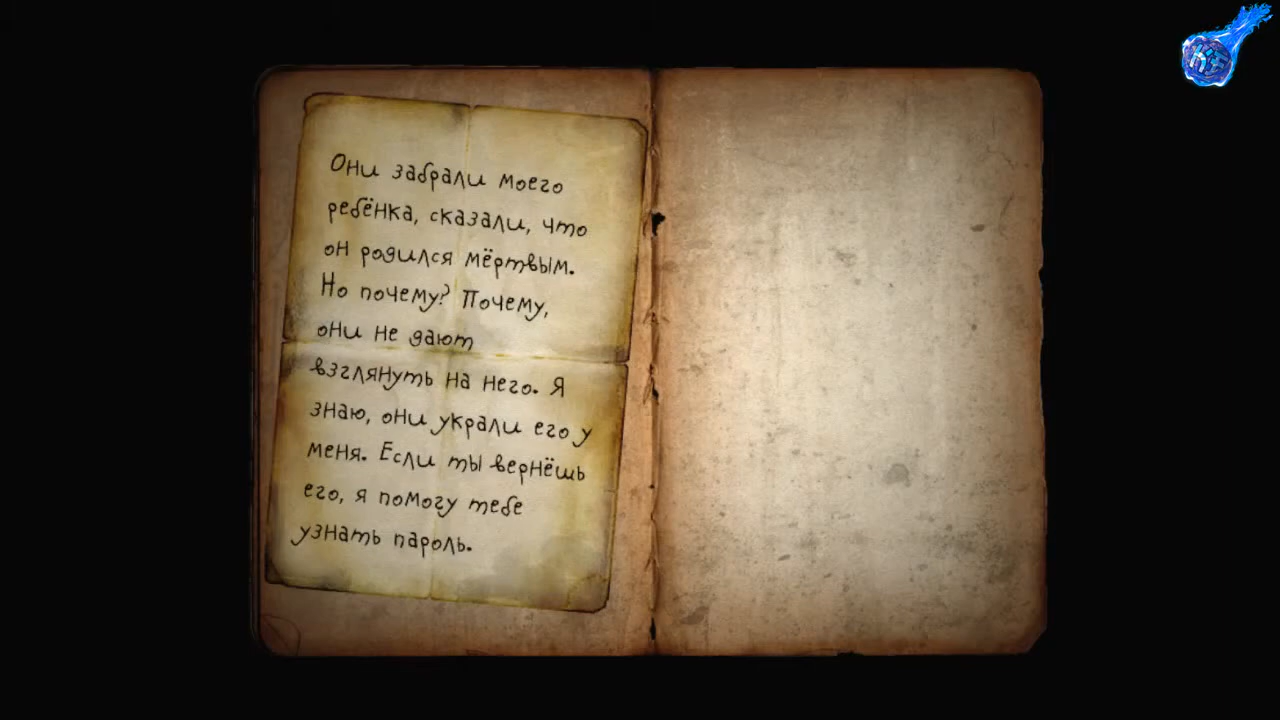 Они забрали моего
ребёнка, сказали, что
он родился мёртвым.
Но почему? Почему,
они не дают
взглянуть на него. Я
знаю, они украли его у
меня. Если ты вернёшь
его, я помогу тебе
узнать пароль.